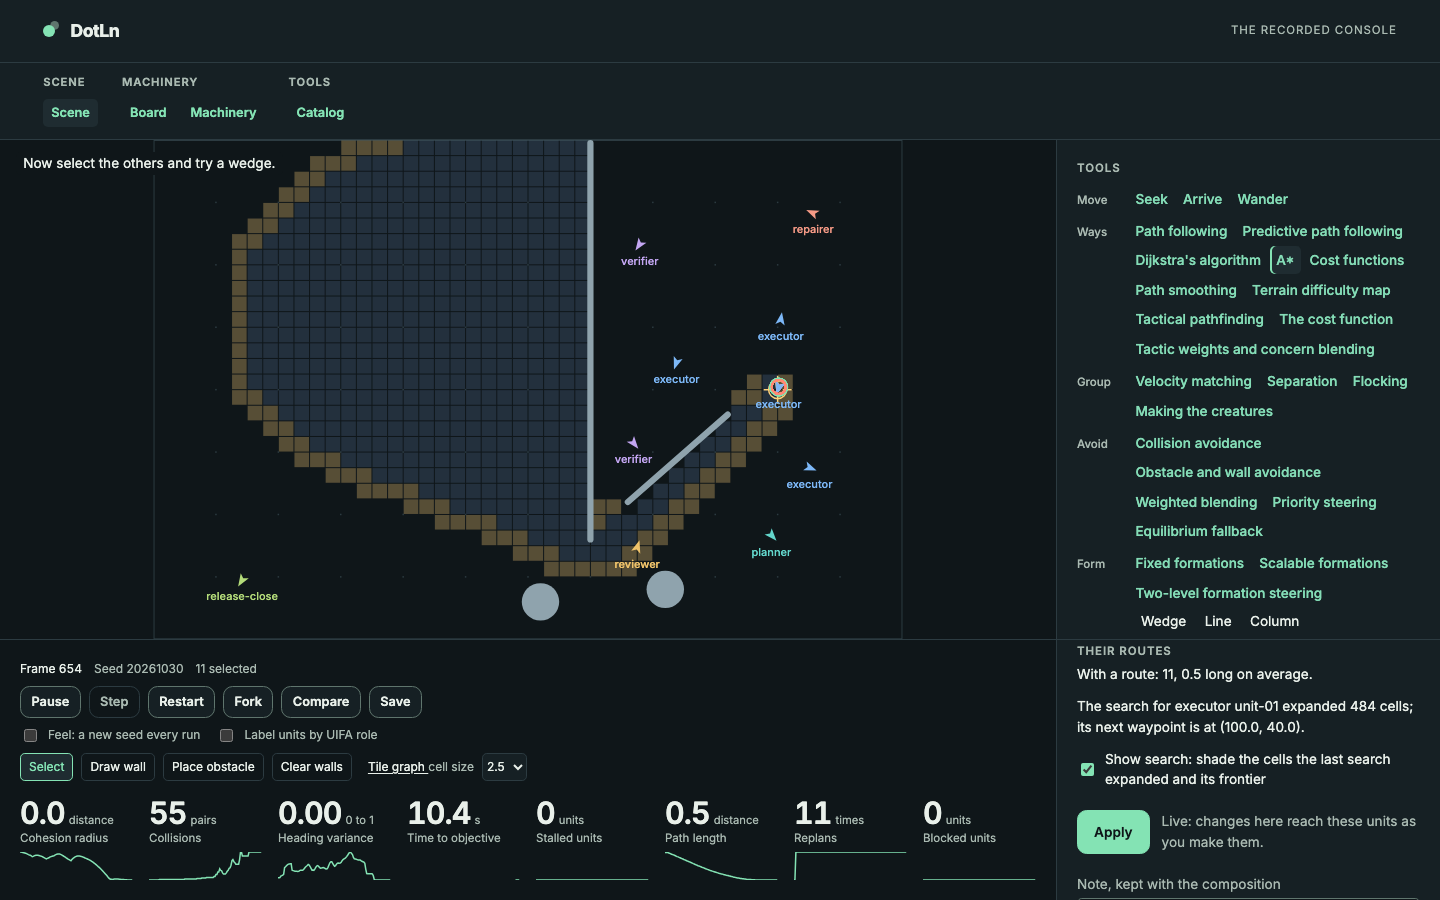 DotLn
THE RECORDED CONSOLE
SCENE
MACHINERY
TOOLS
Scene
Board
Machinery
Catalog
Now select the others and try a wedge.
repairer
verifier
executor
executor
executor
verifier
executor
planner
reviewer
release-close
TOOLS
Move Seek Arrive Wander
Ways Path following Predictive path following
Dijkstra's algorithm A* Cost functions
Path smoothing Terrain difficulty map
Tactical pathfinding The cost function
Tactic weights and concern blending
Group Velocity matching Separation Flocking
Making the creatures
Avoid Collision avoidance
Obstacle and wall avoidance
Weighted blending Priority steering
Equilibrium fallback
Form Fixed formations Scalable formations
Two-level formation steering
Wedge Line Column
THEIR ROUTES
With a route: 11, 0.5 long on average.
The search for executor unit-01 expanded 484 cells;
its next waypoint is at (100.0, 40.0).
Show search: shade the cells the last search
expanded and its frontier
Apply
Live: changes here reach these units as
you make them.
Note, kept with the composition
Frame 654 Seed 20261030 11 selected
Pause Step Restart Fork Compare Save
Feel: a new seed every run Label units by UIFA role
Select Draw wall Place obstacle Clear walls Tile graph cell size 2.5
0.0 distance
Cohesion radius
55 pairs
Collisions
0.00 0 to 1
Heading variance
10.4 s
Time to objective
0 units
Stalled units
0.5 distance
Path length
11 times
Replans
0 units
Blocked units